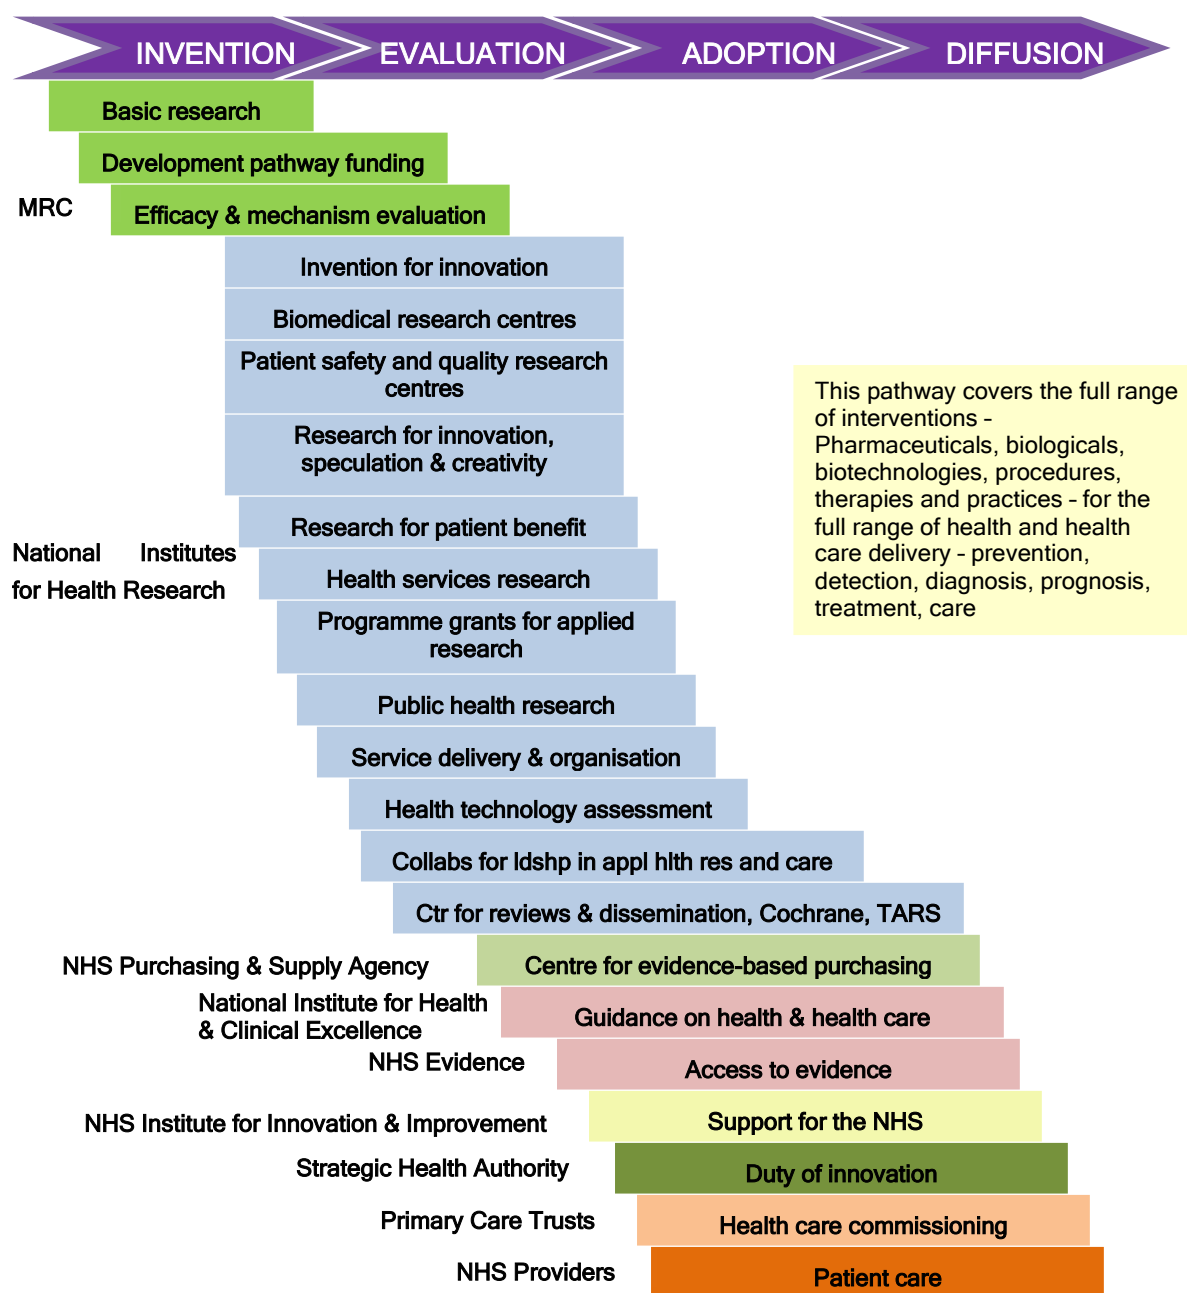 INVENTION
EVALUATION
ADOPTION
DIFFUSION
Basic research
Development pathway funding
MRC
Efficacy & mechanism evaluation
Invention for innovation
Biomedical research centres
Patient safety and quality research
centres
Research for innovation,
speculation & creativity
This pathway covers the full range
of interventions –
Pharmaceuticals, biologicals,
biotechnologies, procedures,
therapies and practices – for the
full range of health and health
care delivery – prevention,
detection, diagnosis, prognosis,
treatment, care
Research for patient benefit
National Institutes
for Health Research
Health services research
Programme grants for applied
research
Public health research
Service delivery & organisation
Health technology assessment
Collabs for ldshp in appl hlth res and care
Ctr for reviews & dissemination, Cochrane, TARS
NHS Purchasing & Supply Agency
Centre for evidence-based purchasing
National Institute for Health
& Clinical Excellence
Guidance on health & health care
NHS Evidence
Access to evidence
NHS Institute for Innovation & Improvement
Support for the NHS
Strategic Health Authority
Duty of innovation
Primary Care Trusts
Health care commissioning
NHS Providers
Patient care